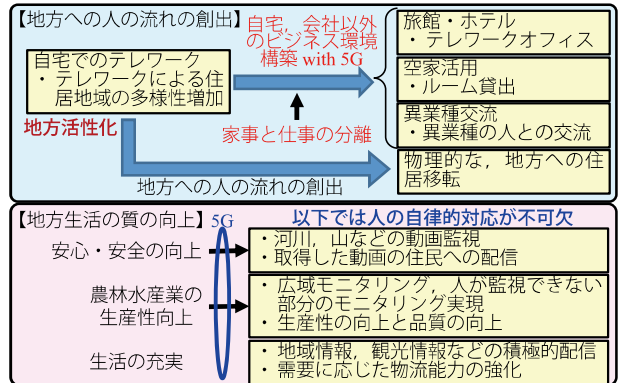 【地方への人の流れの創出】
自宅でのテレワーク
・テレワークによる住
居地域の多様性増加
自宅，会社以外
のビジネス環境
構築 with 5G
旅館・ホテル
・テレワークオフィス
空家活用
・ルーム貸出
異業種交流
・異業種の人との交流
家事と仕事の分離
地方活性化
物理的な，地方への住
居移転
地方への人の流れの創出
【地方生活の質の向上】
5G
以下では人の自律的対応が不可欠
安心・安全の向上
・河川，山などの動画監視
・取得した動画の住民への配信
農林水産業の
生産性向上
・広域モニタリング，人が監視できない
部分のモニタリング実現
・生産性の向上と品質の向上
生活の充実
・地域情報，観光情報などの積極的配信
・需要に応じた物流能力の強化